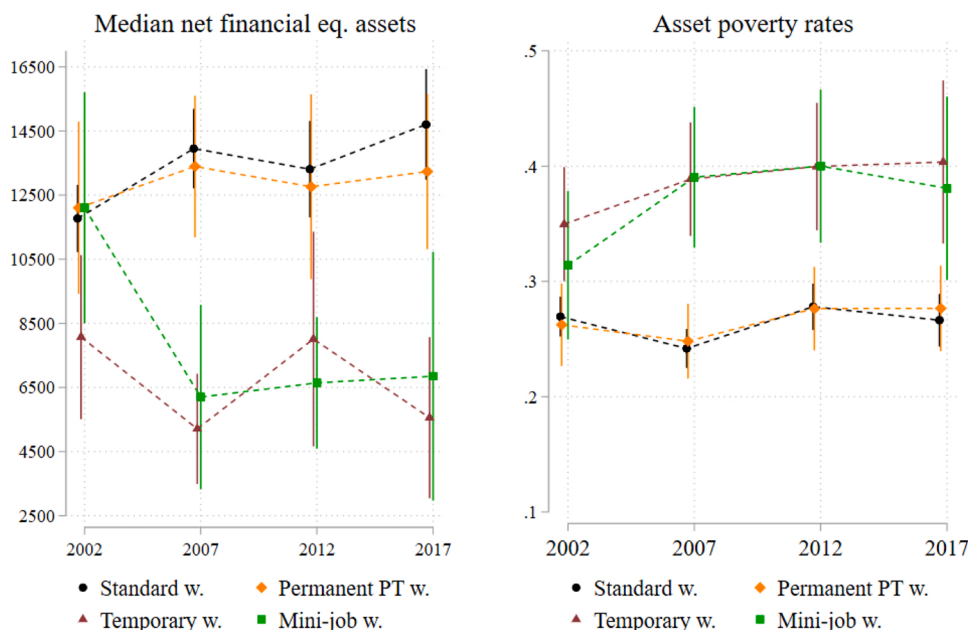 Median net financial eq. assets
16500
14500
12500
10500
8500
6500
4500
2500
2002 2007 2012 2017
Standard w. Permanent PT w.
Temporary w. Mini-job w.
Asset poverty rates
.5
.4
.3
.2
.1
2002 2007 2012 2017
Standard w. Permanent PT w.
Temporary w. Mini-job w.